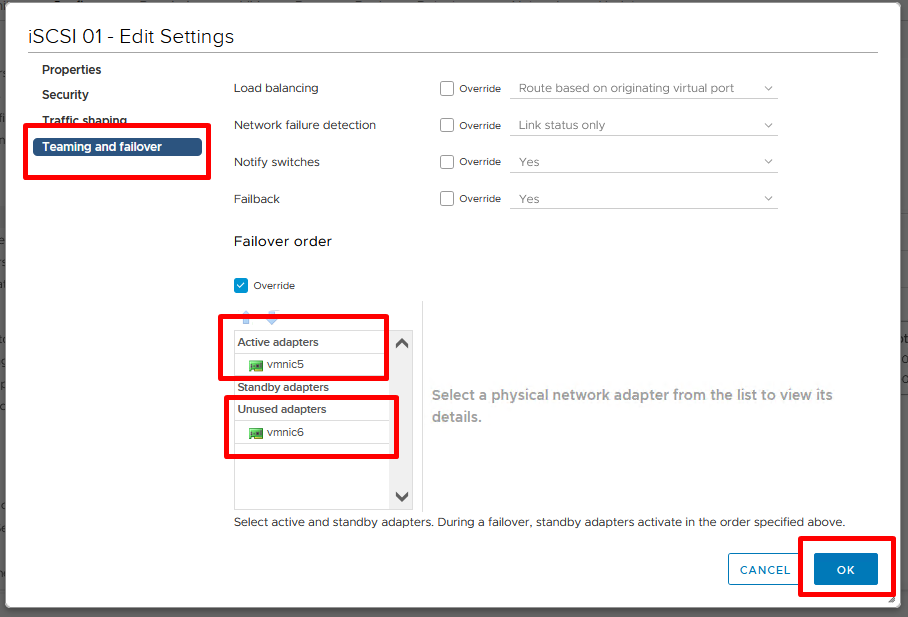 iSCSI 01 - Edit Settings
Properties
Security
Traffic shaping
Teaming and failover
Load balancing Override Route based on originating virtual port
Network failure detection Override Link status only
Notify switches Override Yes
Failback Override Yes
Failover order
Override
Active adapters
vmnic5
Standby adapters
Unused adapters
vmnic6
Select a physical network adapter from the list to view its
details.
Select active and standby adapters. During a failover, standby adapters activate in the order specified above.
CANCEL OK